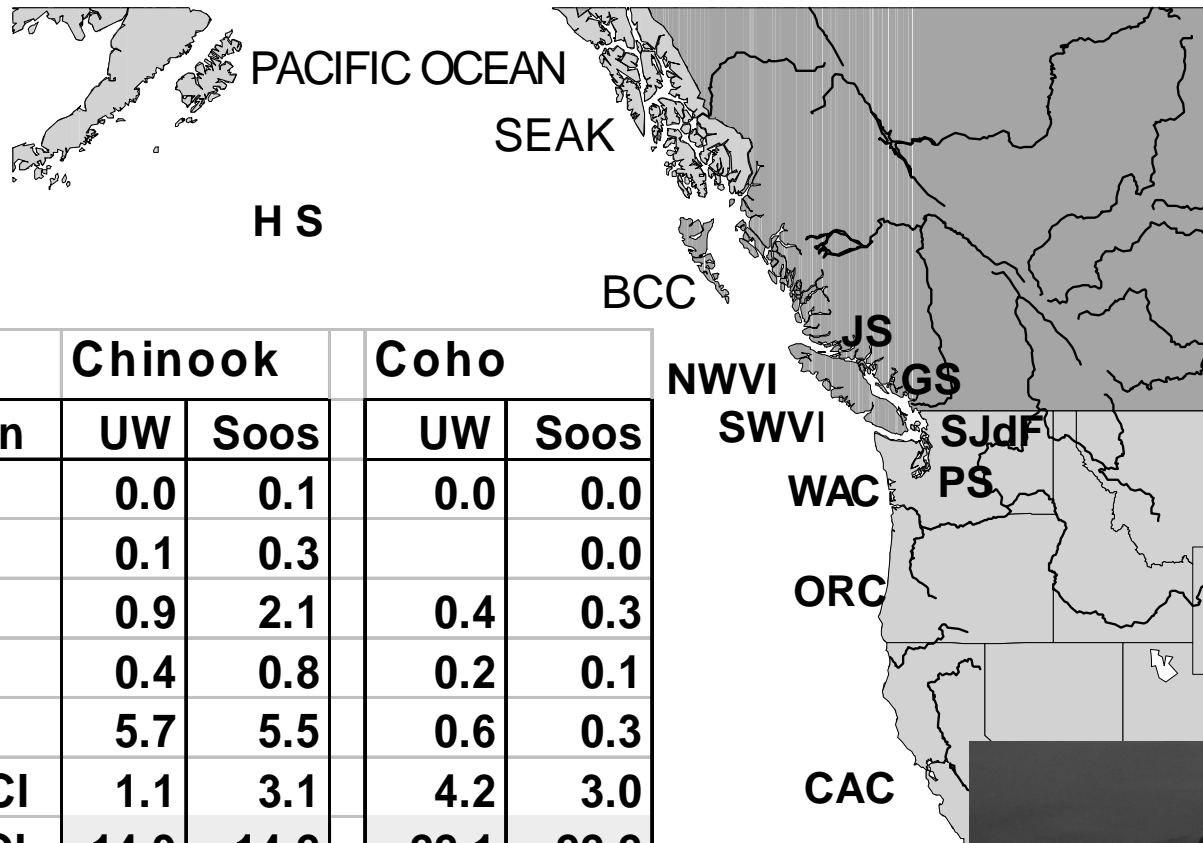 PACIFIC OCEAN
SEAK
H S
BCC
JS
NWVI
GS
SWVI
SJdF
WAC
PS
ORC
CAC
Chinook Coho
n UW Soos UW Soos
0.0 0.1 0.0 0.0
0.1 0.3 0.0
0.9 2.1 0.4 0.3
0.4 0.8 0.2 0.1
5.7 5.5 0.6 0.3
CI 1.1 3.1 4.2 3.0